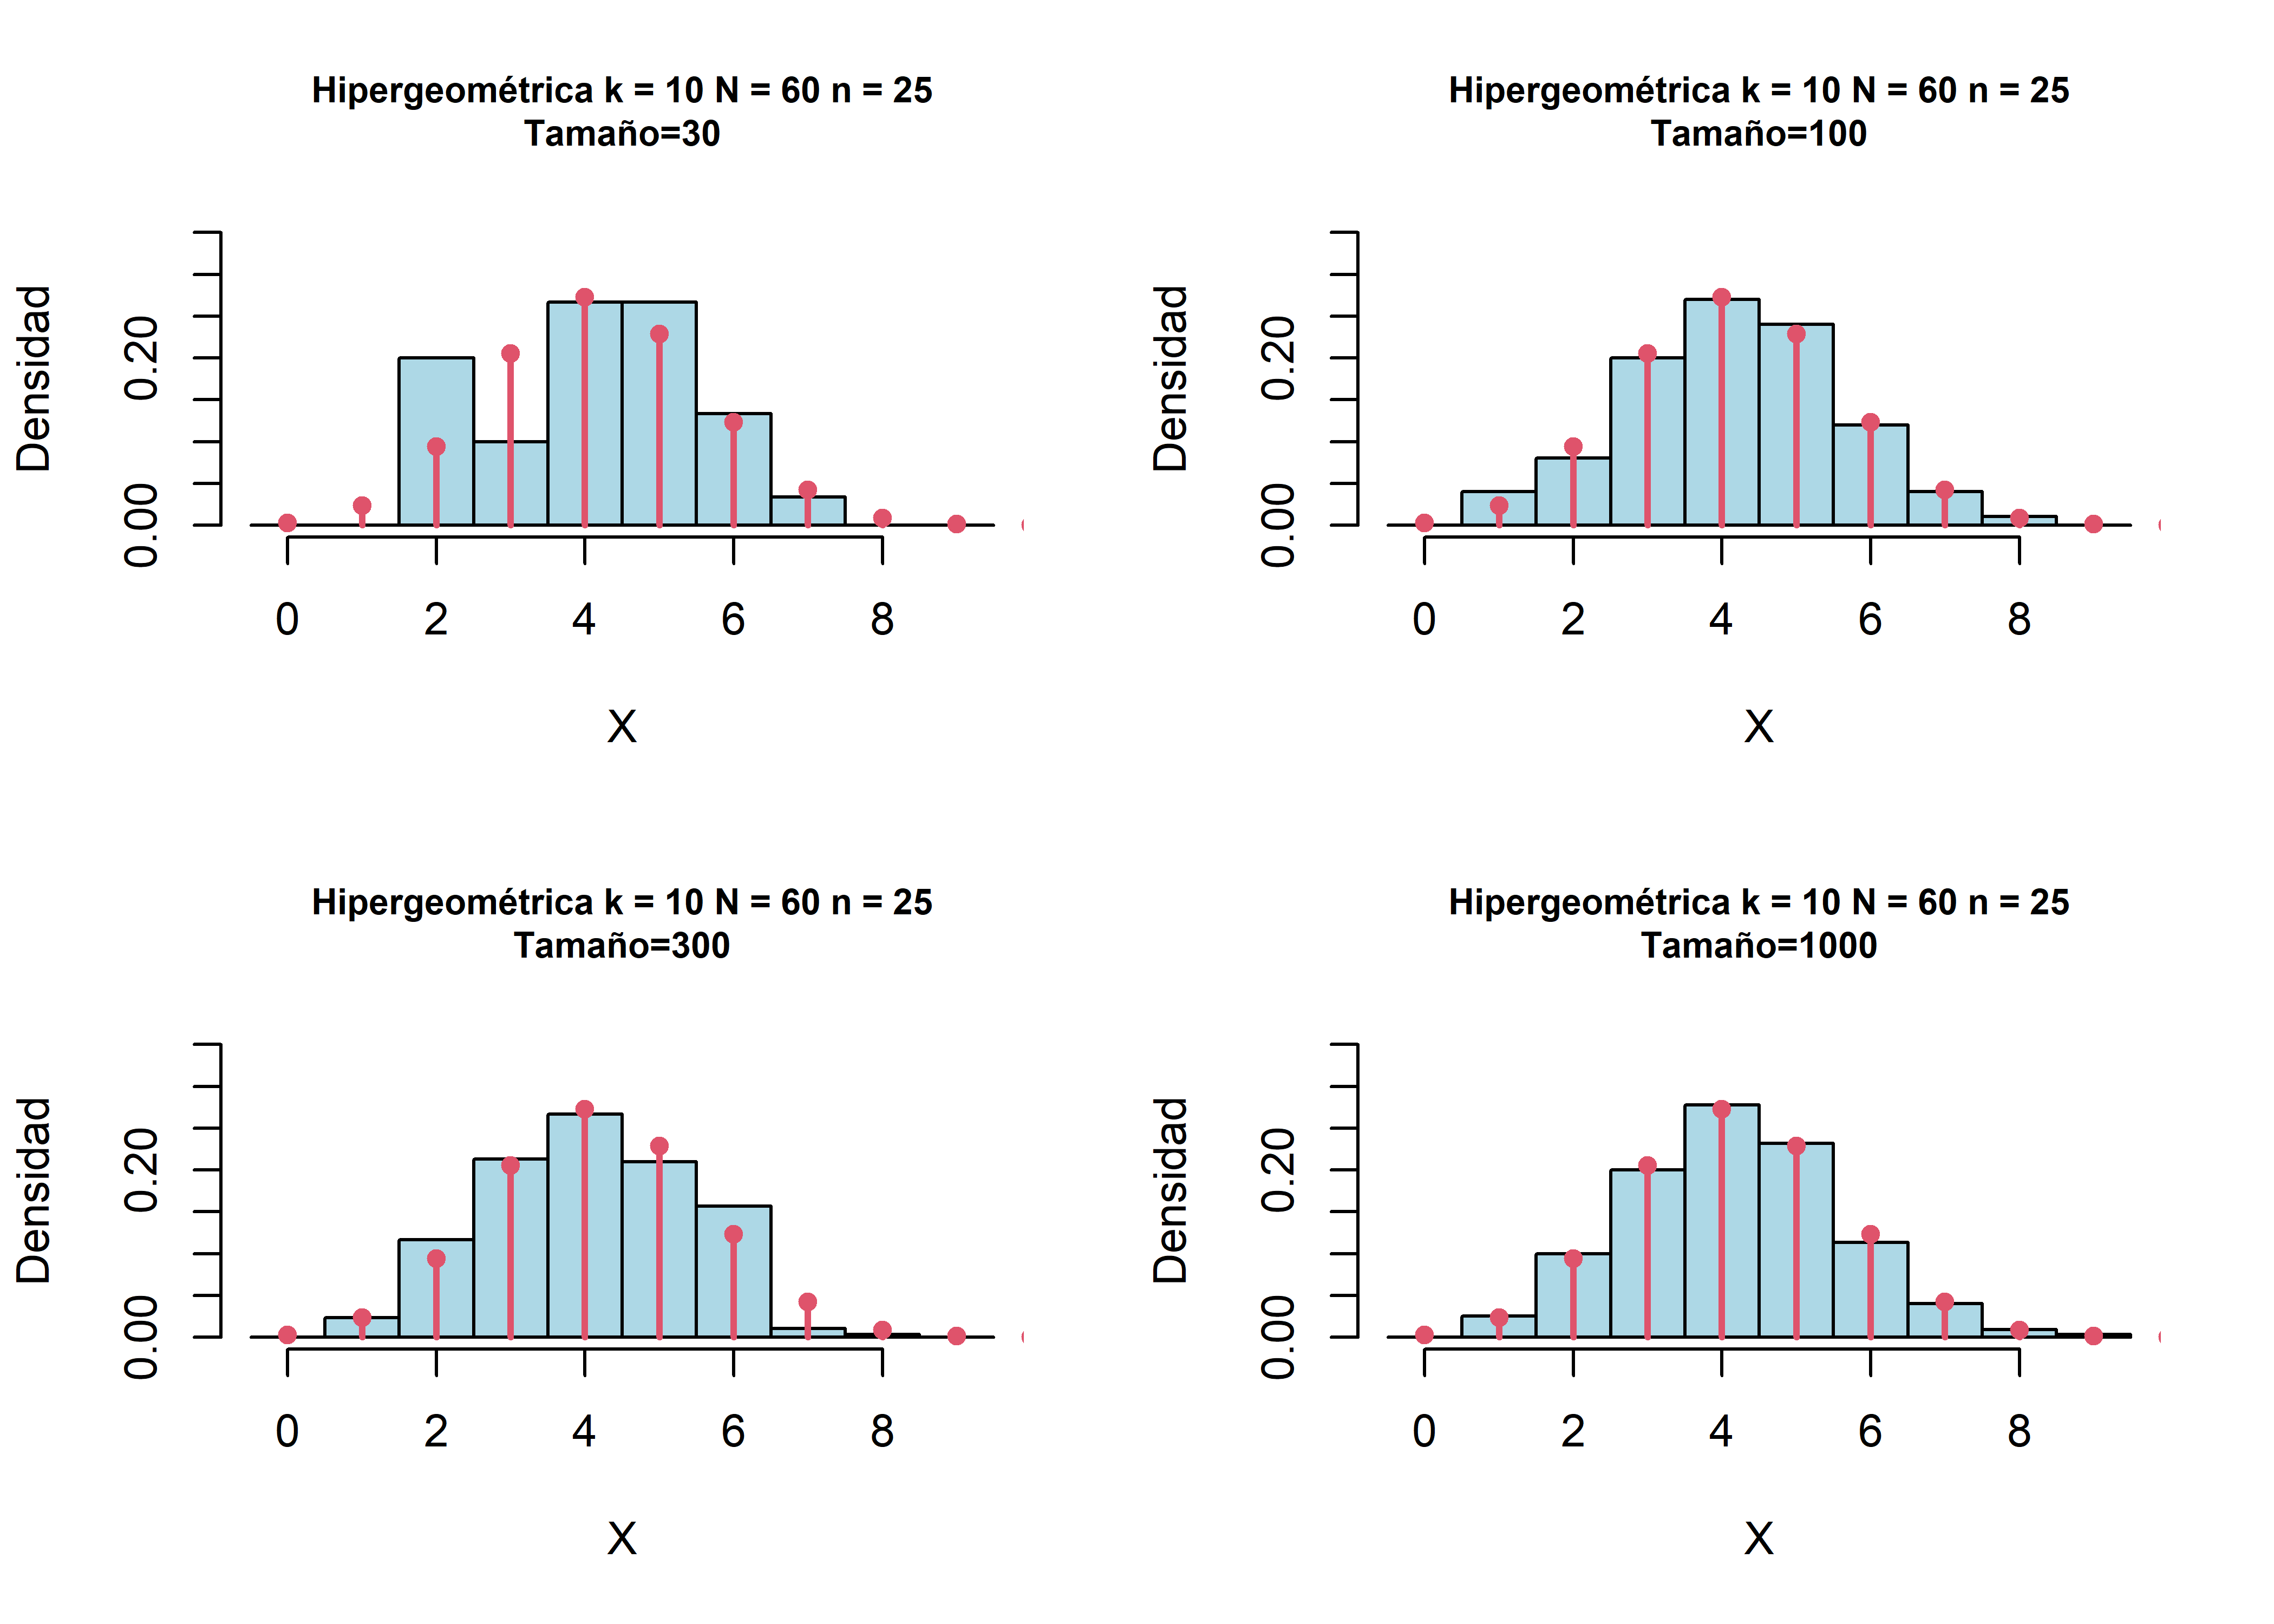 Hipergeométrica k = 10 N = 60 n = 25
Tamaño=30
Densidad
0.20
0.00
0 2 4 6 8
X
Hipergeométrica k = 10 N = 60 n = 25
Tamaño=100
Densidad
0.20
0.00
0 2 4 6 8
X
Hipergeométrica k = 10 N = 60 n = 25
Tamaño=300
Densidad
0.20
0.00
0 2 4 6 8
X
Hipergeométrica k = 10 N = 60 n = 25
Tamaño=1000
Densidad
0.20
0.00
0 2 4 6 8
X